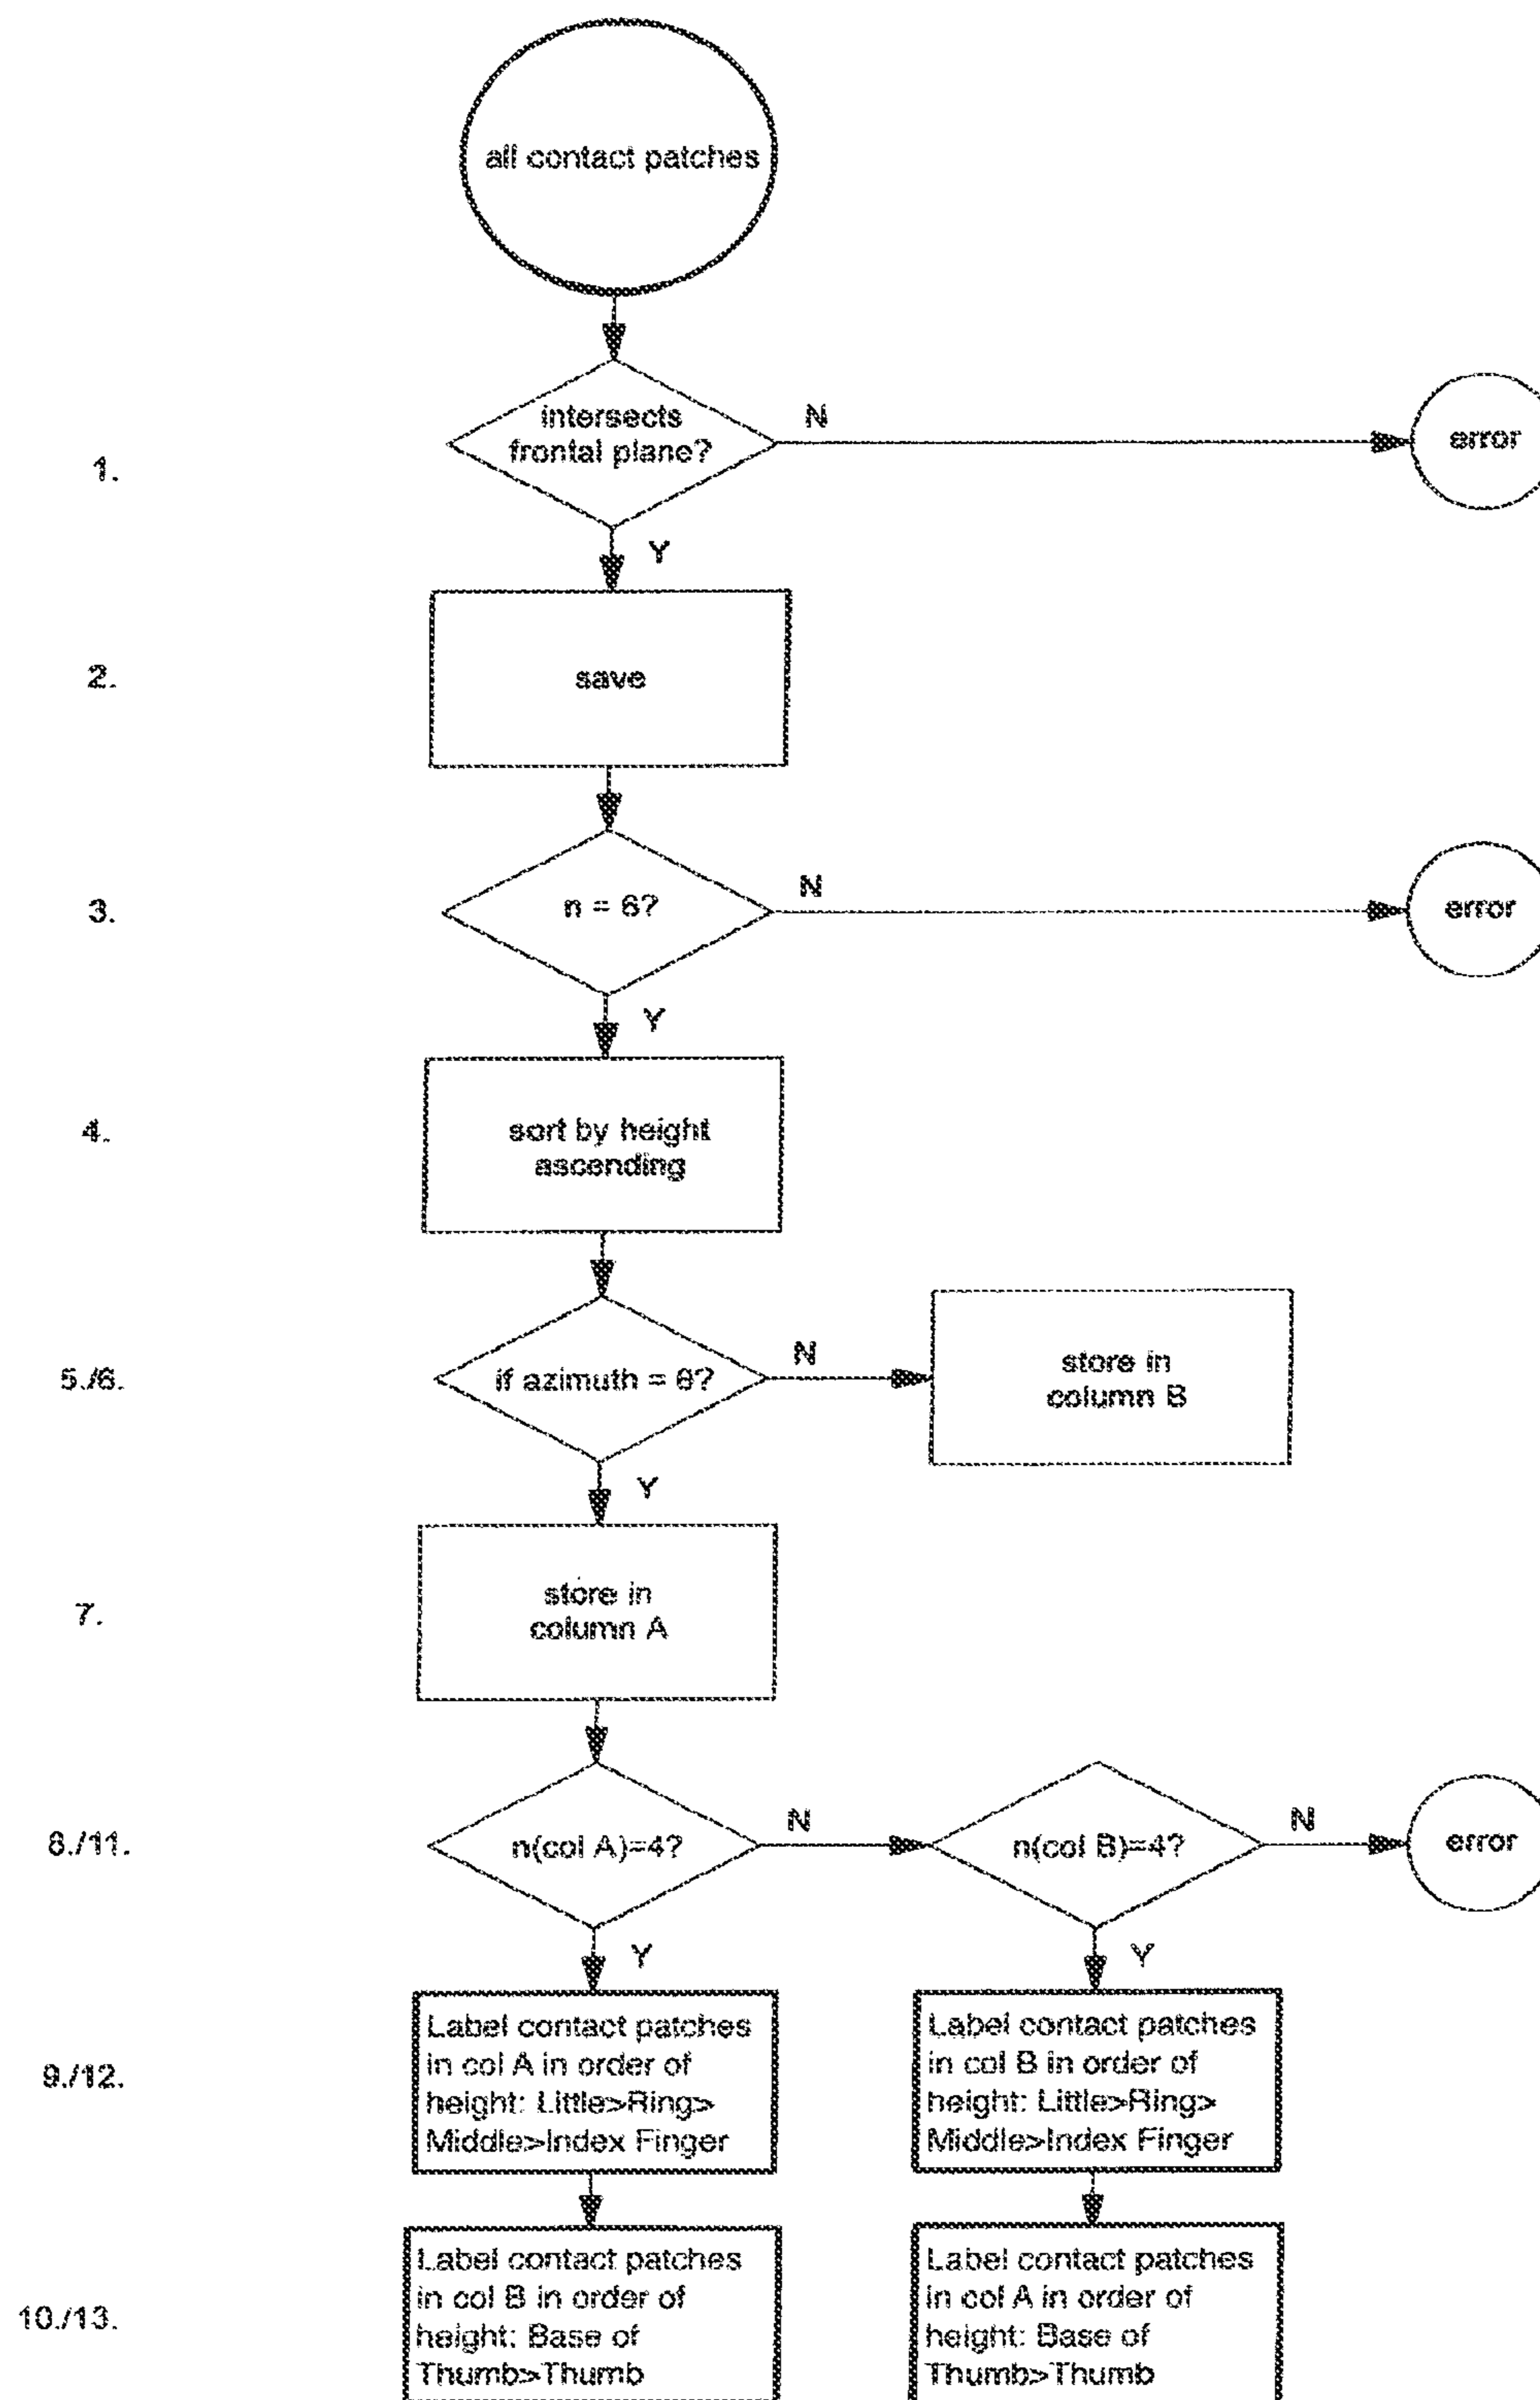 all contact patches
1.
intersects
frontal plane?
N
error
Y
2.
save
3.
n = 6?
N
error
Y
4.
sort by height
ascending
5./6.
N
store in
column B
Y
7.
store in
column A
8./11.
n(col A)=4?
N
n(col B)=4?
N
error
Y
Y
9./12.
Label contact patches
in col A in order of
height: Little>Ring>
Middle>Index Finger
Label contact patches
in col B in order of
height: Little>Ring>
Middle>Index Finger
10./13.
Label contact patches
in col B in order of
height: Base of
Thumb>Thumb
Label contact patches
in col A in order of
height: Base of
Thumb>Thumb